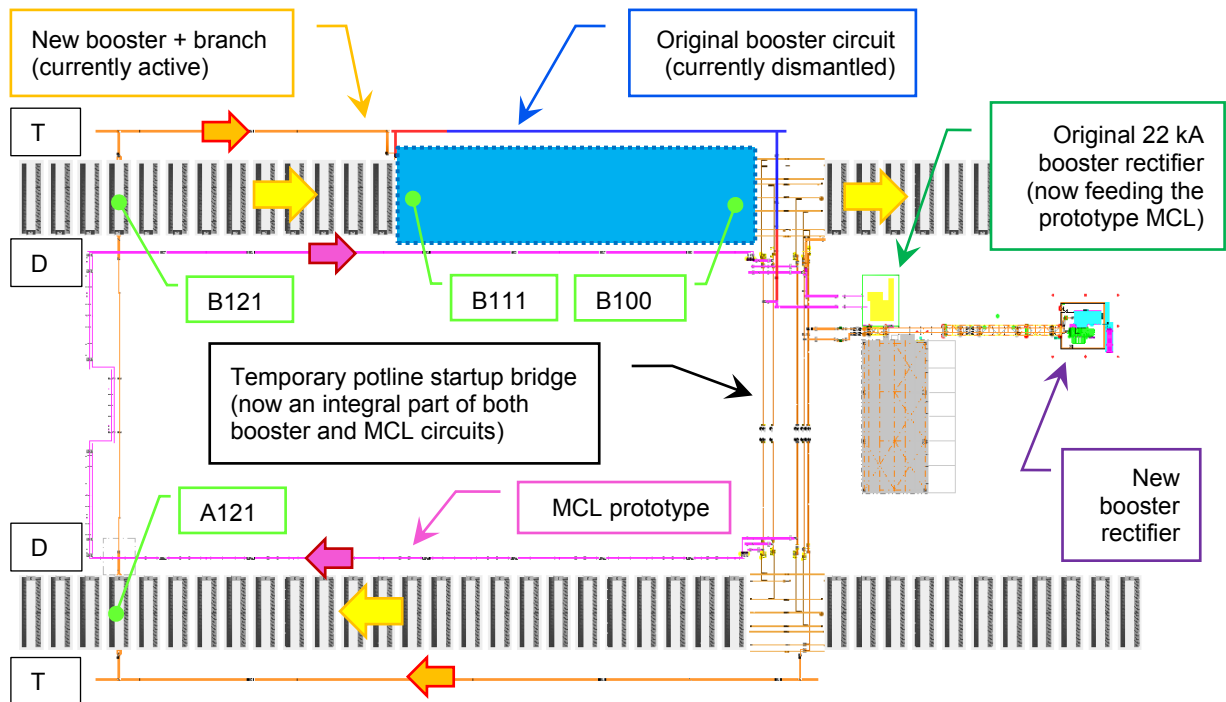 New booster + branch
(currently active)
Original booster circuit
(currently dismantled)
T
Original 22 kA
booster rectifier
(now feeding the
prototype MCL)
D
B121
B111
B100
Temporary potline startup bridge
(now an integral part of both
booster and MCL circuits)
A121
MCL prototype
New
booster
rectifier
D
T